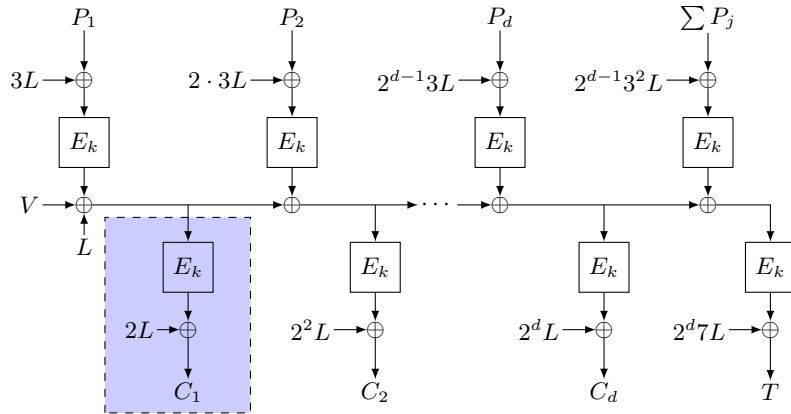 P_1 P_2 P_d ∑ P_j
3L 2 · 3L 2^{d−1}3L 2^{d−1}3^2L
E_k E_k E_k E_k
V ···
L
E_k E_k E_k E_k
2L 2^2L 2^dL 2^d7L
C_1 C_2 C_d T